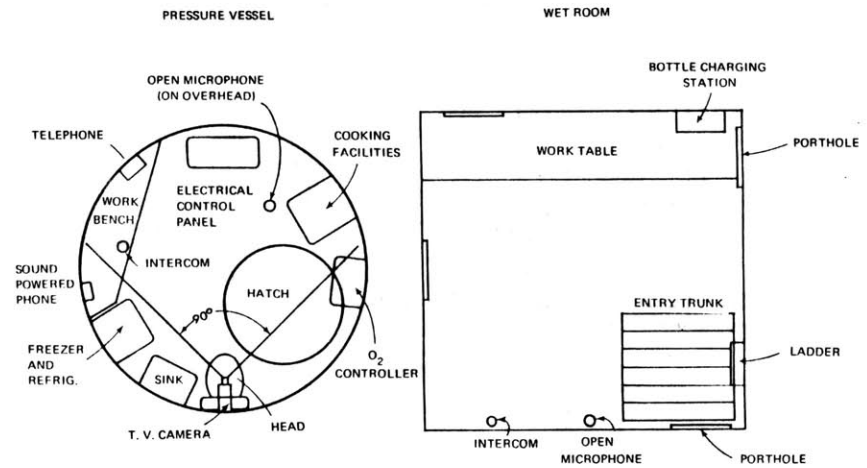 PRESSURE VESSEL
OPEN MICROPHONE
(ON OVERHEAD)
TELEPHONE
COOKING
FACILITIES
ELECTRICAL
CONTROL
PANEL
WORK
BENCH
INTERCOM
SOUND
POWERED
PHONE
HATCH
90°
FREEZER
AND
REFRIG.
SINK
O2
CONTROLLER
T. V. CAMERA
HEAD
WET ROOM
BOTTLE CHARGING
STATION
WORK TABLE
PORTHOLE
ENTRY TRUNK
LADDER
INTERCOM
OPEN
MICROPHONE
PORTHOLE